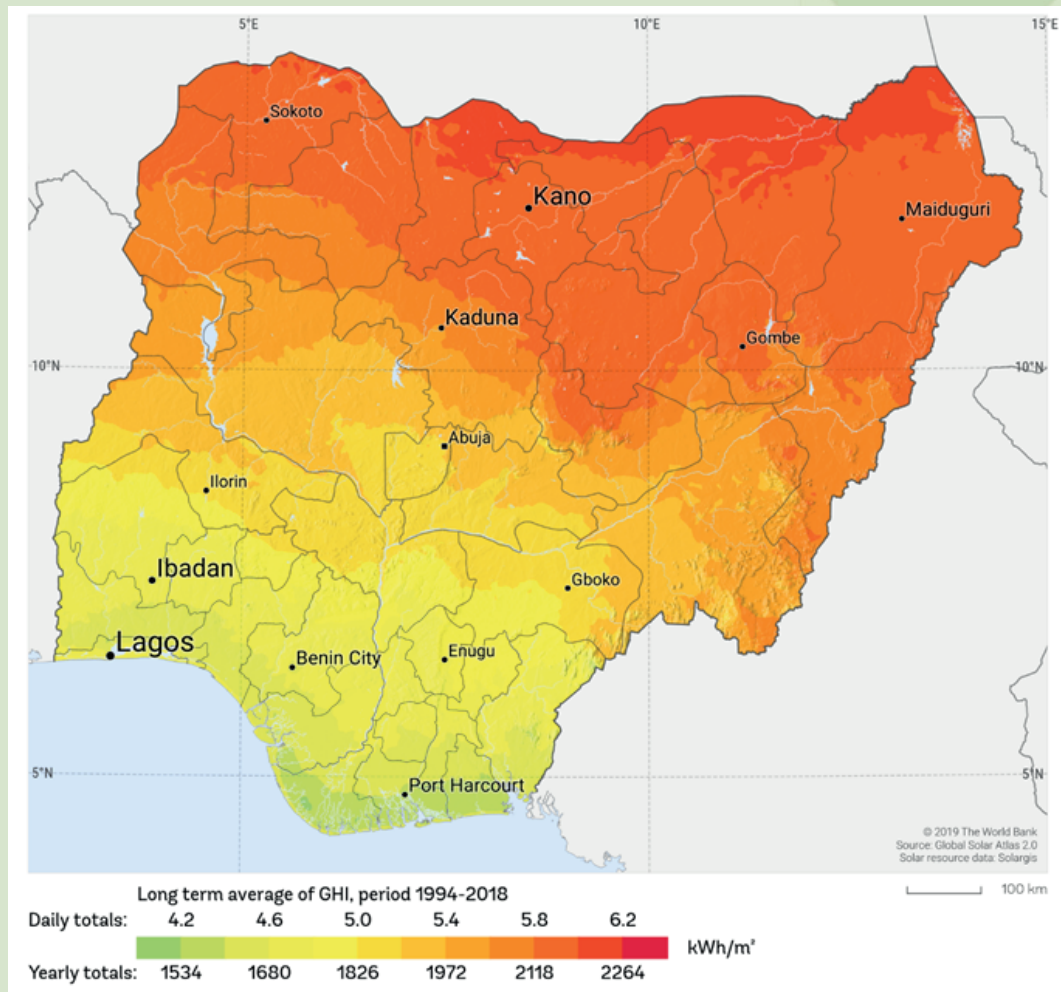 5°E 10°E 15°E
Sokoto
Kano
Maiduguri
Kaduna
Gombe
10°N 10°N
Abuja
Ilorin
Ibadan
Gboko
Lagos
Enugu
Benin City
5°N 5°N
Port Harcourt
© 2019 The World Bank
Source: Global Solar Atlas 2.0
Solar resource data: Solargis
100 km
Long term average of GHI, period 1994-2018
Daily totals: 4.2 4.6 5.0 5.4 5.8 6.2
kWh/m²
Yearly totals: 1534 1680 1826 1972 2118 2264